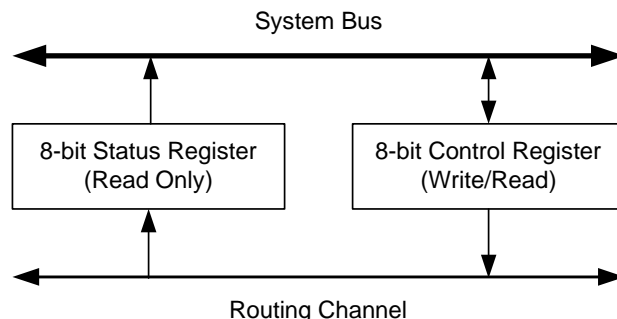 System Bus
8-bit Status Register
(Read Only)
8-bit Control Register
(Write/Read)
Routing Channel